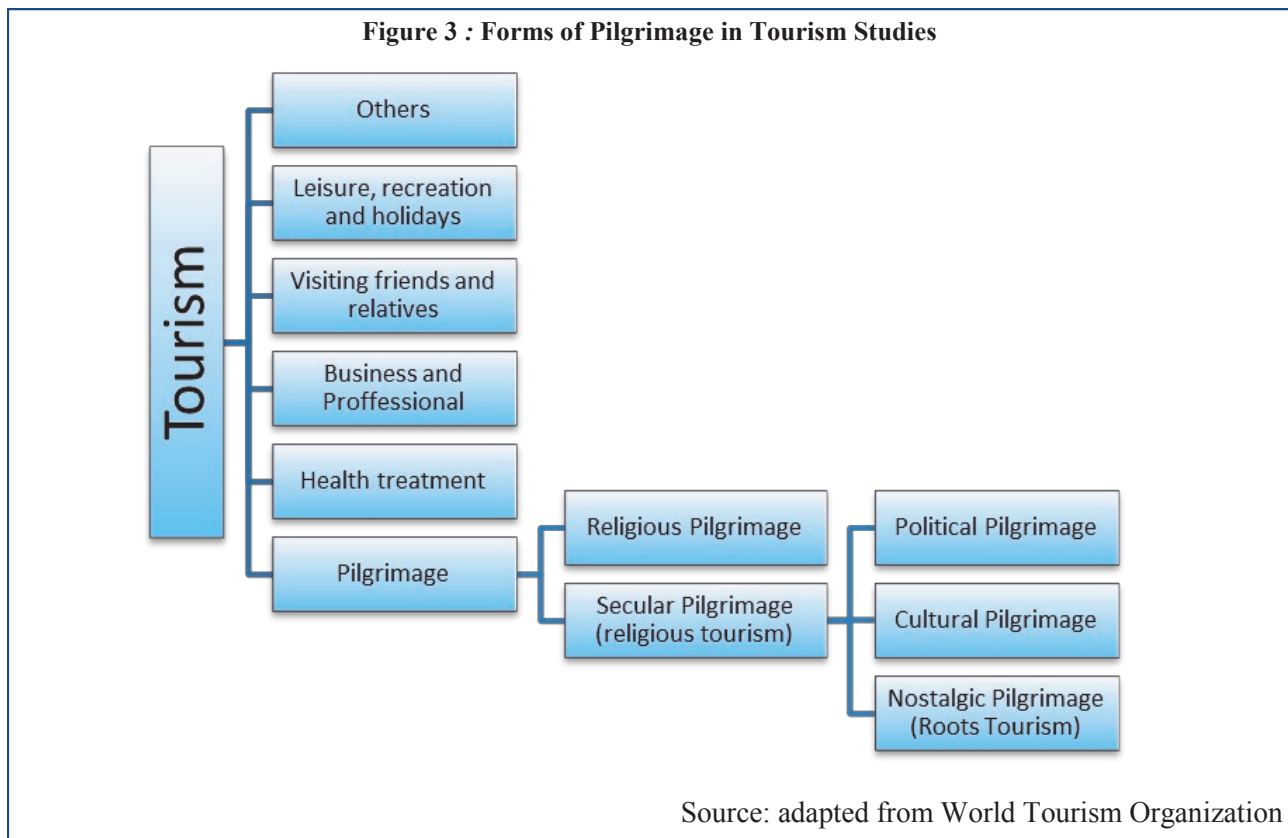 Figure 3 : Forms of Pilgrimage in Tourism Studies
Tourism
Others
Leisure, recreation
and holidays
Visiting friends and
relatives
Business and
Proffessional
Health treatment
Pilgrimage
Religious Pilgrimage
Secular Pilgrimage
(religious tourism)
Political Pilgrimage
Cultural Pilgrimage
Nostalgic Pilgrimage
(Roots Tourism)
Source: adapted from World Tourism Organization